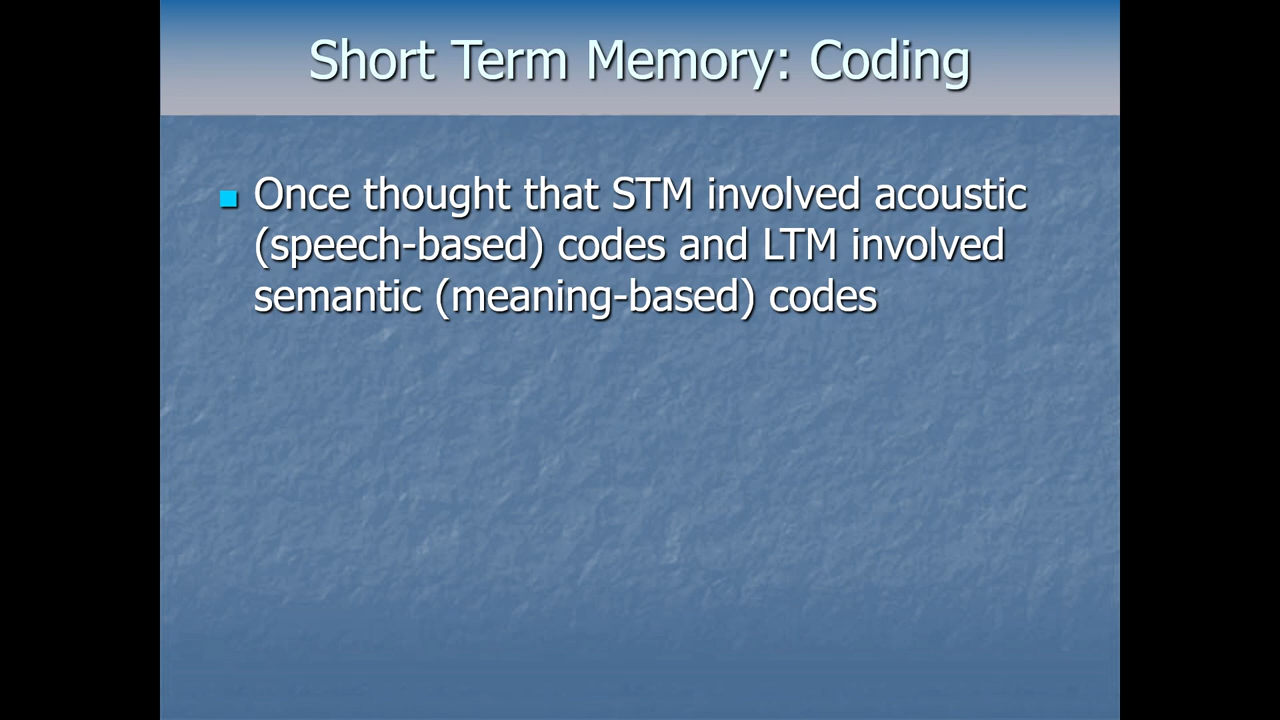 Short Term Memory: Coding
Once thought that STM involved acoustic
(speech-based) codes and LTM involved
semantic (meaning-based) codes